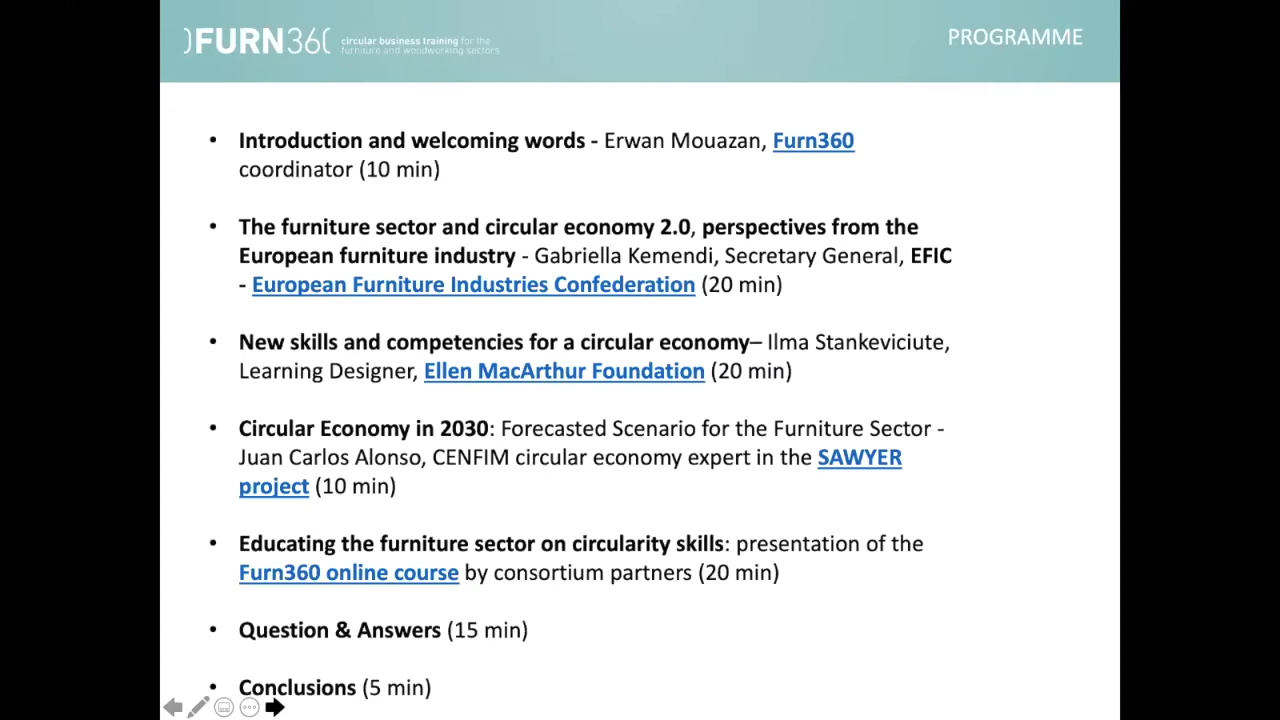 FURN360 circular business training for the
furniture and woodworking sectors
PROGRAMME
• Introduction and welcoming words - Erwan Mouazan, Furn360
coordinator (10 min)
• The furniture sector and circular economy 2.0, perspectives from the
European furniture industry - Gabriella Kemendi, Secretary General, EFIC
- European Furniture Industries Confederation (20 min)
• New skills and competencies for a circular economy– Ilma Stankeviciute,
Learning Designer, Ellen MacArthur Foundation (20 min)
• Circular Economy in 2030: Forecasted Scenario for the Furniture Sector -
Juan Carlos Alonso, CENFIM circular economy expert in the SAWYER
project (10 min)
• Educating the furniture sector on circularity skills: presentation of the
Furn360 online course by consortium partners (20 min)
• Question & Answers (15 min)
• Conclusions (5 min)